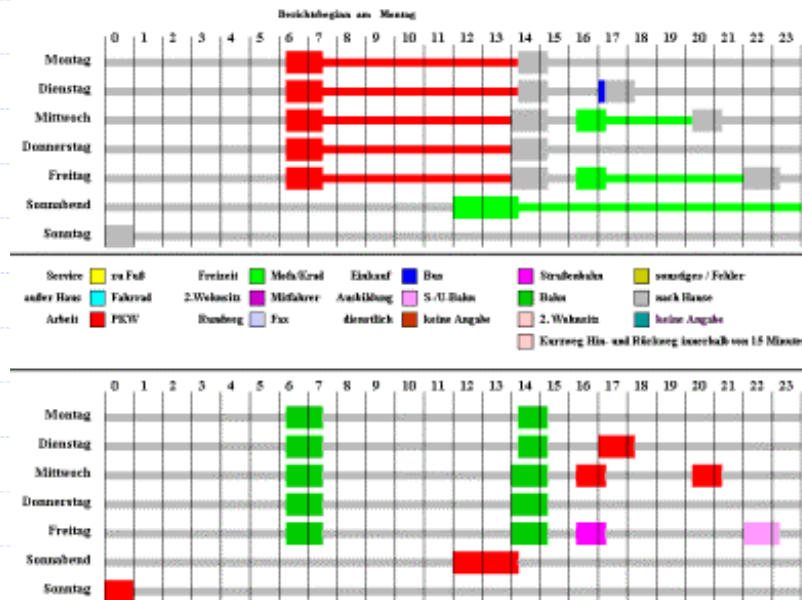 Berichtsbeginn am Montag
0 1 2 3 4 5 6 7 8 9 10 11 12 13 14 15 16 17 18 19 20 21 22 23
Montag
Dienstag
Mittwoch
Donnerstag
Freitag
Sonnabend
Sonntag
Service zu Fuß Freizeit Mofa/Krad Einkauf Bus Straßenbahn sonstiges / Fehler
außer Haus Fahrrad 2.Wohnsitz Mitfahrer Ausbildung S-/U-Bahn Bahn nach Hause
Arbeit PKW Rundweg Fax dienstlich keine Angabe 2. Wohnsitz keine Angabe
Kurzweg Hin- und Rückweg innerhalb von 15 Minute
0 1 2 3 4 5 6 7 8 9 10 11 12 13 14 15 16 17 18 19 20 21 22 23
Montag
Dienstag
Mittwoch
Donnerstag
Freitag
Sonnabend
Sonntag